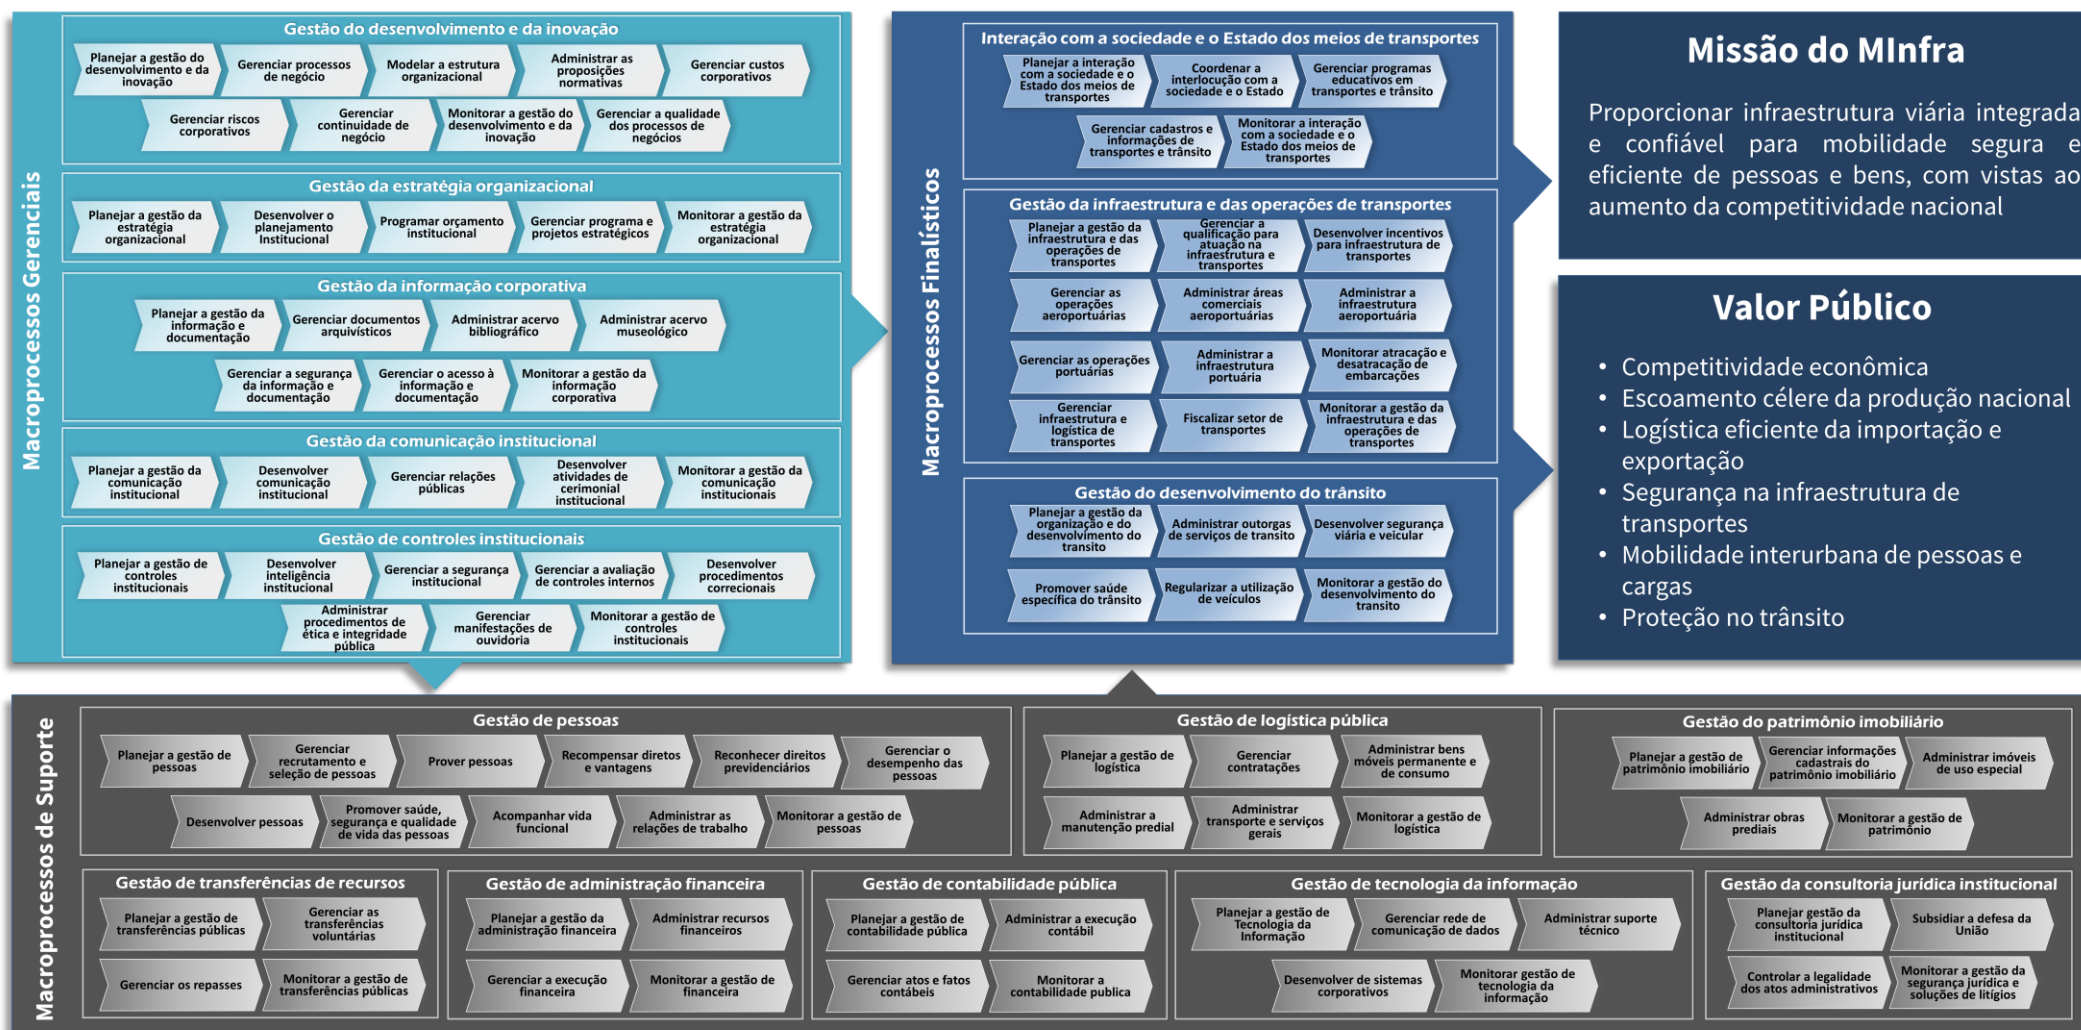 Macroprocessos Gerenciais
Gestão do desenvolvimento e da inovação
Planejar a gestão do
desenvolvimento e da
inovação
Gerenciar processos
de negócio
Modelar a estrutura
organizacional
Administrar as
proposições
normativas
Gerenciar custos
corporativos
Gerenciar riscos
corporativos
Gerenciar
continuidade de
negócio
Monitorar a gestão do
desenvolvimento e da
inovação
Gerenciar a qualidade
dos processos de
negócios
Gestão da estratégia organizacional
Planejar a gestão da
estratégia
organizacional
Desenvolver o
planejamento
Institucional
Programar orçamento
institucional
Gerenciar programa e
projetos estratégicos
Monitorar a gestão da
estratégia
organizacional
Gestão da informação corporativa
Planejar a gestão da
informação e
documentação
Gerenciar documentos
arquivísticos
Administrar acervo
bibliográfico
Administrar acervo
museológico
Gerenciar a segurança
da informação e
documentação
Gerenciar o acesso à
informação e
documentação
Monitorar a gestão da
informação
corporativa
Gestão da comunicação institucional
Planejar a gestão da
comunicação
institucional
Desenvolver
comunicação
institucional
Gerenciar relações
públicas
Desenvolver
atividades de
cerimonial
institucional
Monitorar a gestão da
comunicação
institucionais
Gestão de controles institucionais
Planejar a gestão de
controles
institucionais
Desenvolver
inteligência
institucional
Gerenciar a segurança
institucional
Gerenciar a avaliação
de controles internos
Desenvolver
procedimentos
correcionais
Administrar
procedimentos de
ética e integridade
pública
Gerenciar
manifestações de
ouvidoria
Monitorar a gestão de
controles
institucionais
Macroprocessos Finalísticos
Interação com a sociedade e o Estado dos meios de transportes
Planejar a interação
com a sociedade e o
Estado dos meios de
transportes
Coordenar a
interlocução com a
sociedade e o Estado
Gerenciar programas
educativos em
transportes e trânsito
Gerenciar cadastros e
informações de
transportes e trânsito
Monitorar a interação
com a sociedade e o
Estado dos meios de
transportes
Gestão da infraestrutura e das operações de transportes
Planejar a gestão da
infraestrutura e das
operações de
transportes
Gerenciar a
qualificação para
atuação na
infraestrutura e
transportes
Desenvolver incentivos
para infraestrutura de
transportes
Gerenciar as
operações
aeroportuárias
Administrar áreas
comerciais
aeroportuárias
Administrar a
infraestrutura
aeroportuária
Gerenciar as operações
portuárias
Administrar a
infraestrutura
portuária
Monitorar atracação e
desatracação de
embarcações
Gerenciar
infraestrutura e
logística de
transportes
Fiscalizar setor de
transportes
Monitorar a gestão da
infraestrutura e das
operações de
transportes
Gestão do desenvolvimento do trânsito
Planejar a gestão da
organização e do
desenvolvimento do
transito
Administrar outorgas
de serviços de transito
Desenvolver segurança
viária e veicular
Promover saúde
específica do trânsito
Regularizar a utilização
de veículos
Monitorar a gestão do
desenvolvimento do
transito
Missão do MInfra
Proporcionar infraestrutura viária integrada
e confiável para mobilidade segura e
eficiente de pessoas e bens, com vistas ao
aumento da competitividade nacional
Valor Público
• Competitividade econômica
• Escoamento célere da produção nacional
• Logística eficiente da importação e
exportação
• Segurança na infraestrutura de
transportes
• Mobilidade interurbana de pessoas e
cargas
• Proteção no trânsito
Macroprocessos de Suporte
Gestão de pessoas
Planejar a gestão de
pessoas
Gerenciar
recrutamento e
seleção de pessoas
Prover pessoas
Recompensar diretos
e vantagens
Reconhecer direitos
previdenciários
Gerenciar o
desempenho das
pessoas
Desenvolver pessoas
Promover saúde,
segurança e qualidade
de vida das pessoas
Acompanhar vida
funcional
Administrar as
relações de trabalho
Monitorar a gestão de
pessoas
Gestão de logística pública
Planejar a gestão de
logística
Gerenciar
contratações
Administrar bens
móveis permanente e
de consumo
Administrar a
manutenção predial
Administrar
transporte e serviços
gerais
Monitorar a gestão de
logística
Gestão do patrimônio imobiliário
Planejar a gestão de
patrimônio imobiliário
Gerenciar informações
cadastrais do
patrimônio imobiliário
Administrar imóveis
de uso especial
Administrar obras
prediais
Monitorar a gestão de
patrimônio
Gestão de transferências de recursos
Planejar a gestão de
transferências públicas
Gerenciar as
transferências
voluntárias
Gerenciar os repasses
Monitorar a gestão de
transferências públicas
Gestão de administração financeira
Planejar a gestão da
administração financeira
Administrar recursos
financeiros
Gerenciar a execução
financeira
Monitorar a gestão de
financeira
Gestão de contabilidade pública
Planejar a gestão de
contabilidade pública
Administrar a execução
contábil
Gerenciar atos e fatos
contábeis
Monitorar a
contabilidade publica
Gestão de tecnologia da informação
Planejar a gestão de
Tecnologia da
Informação
Gerenciar rede de
comunicação de dados
Administrar suporte
técnico
Desenvolver de sistemas
corporativos
Monitorar gestão de
tecnologia da
informação
Gestão da consultoria jurídica institucional
Planejar gestão da
consultoria jurídica
institucional
Subsidiar a defesa da
União
Controlar a legalidade
dos atos administrativos
Monitorar a gestão da
segurança jurídica e
soluções de litígios